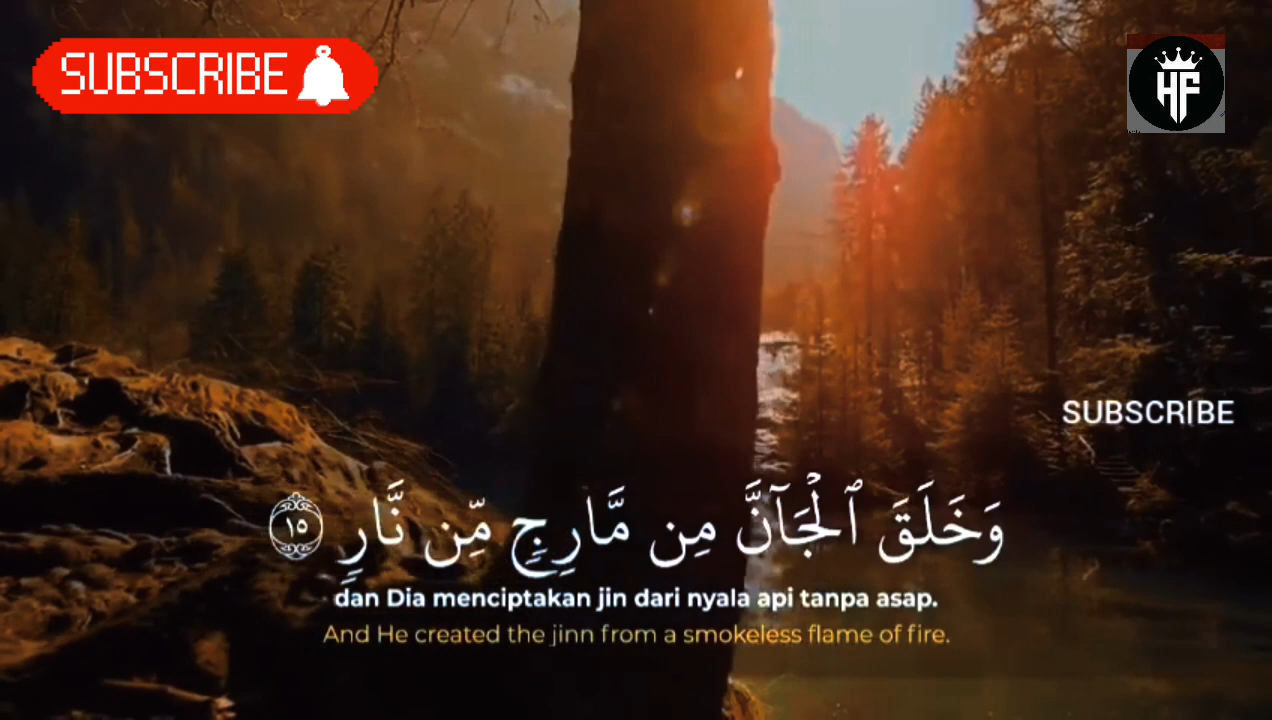 SUBSCRIBE
HF
SUBSCRIBE
وَخَلَقَ ٱلْجَآنَّ مِن مَّارِجٍ مِّن نَّارٍ ١٥
dan Dia menciptakan jin dari nyala api tanpa asap.
And He created the jinn from a smokeless flame of fire.